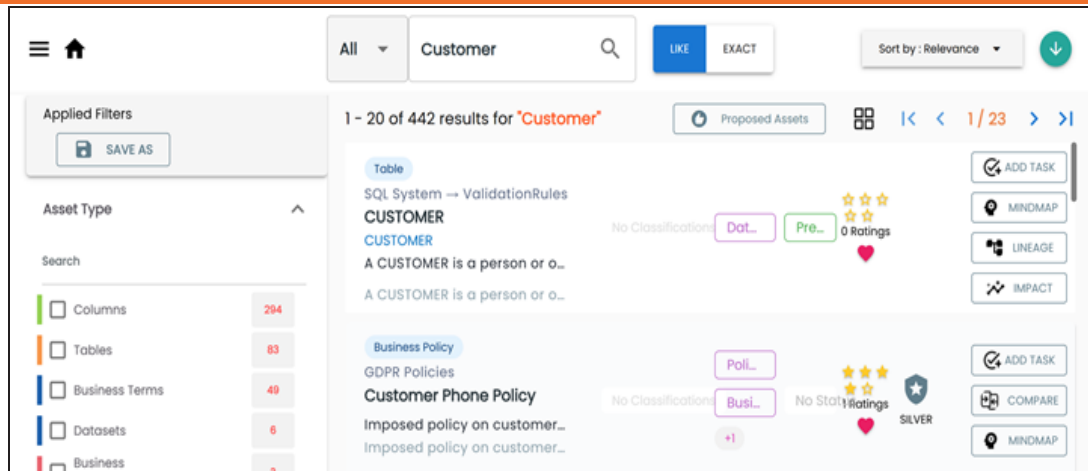 All
Customer
LIKE
EXACT
Sort by : Relevance
Applied Filters
SAVE AS
1 - 20 of 442 results for "Customer"
Proposed Assets
1 / 23
Asset Type
Search
Columns 294
Tables 83
Business Terms 49
Datasets 6
Business
Table
SQL System → ValidationRules
CUSTOMER
CUSTOMER
A CUSTOMER is a person or o...
A CUSTOMER is a person or o...
No Classifications
Dat...
Pre...
0 Ratings
ADD TASK
MINDMAP
LINEAGE
IMPACT
Business Policy
GDPR Policies
Customer Phone Policy
Imposed policy on customer...
Imposed policy on customer...
No Classifications
Poli...
Busi...
+1
No Stat
Ratings
SILVER
ADD TASK
COMPARE
MINDMAP